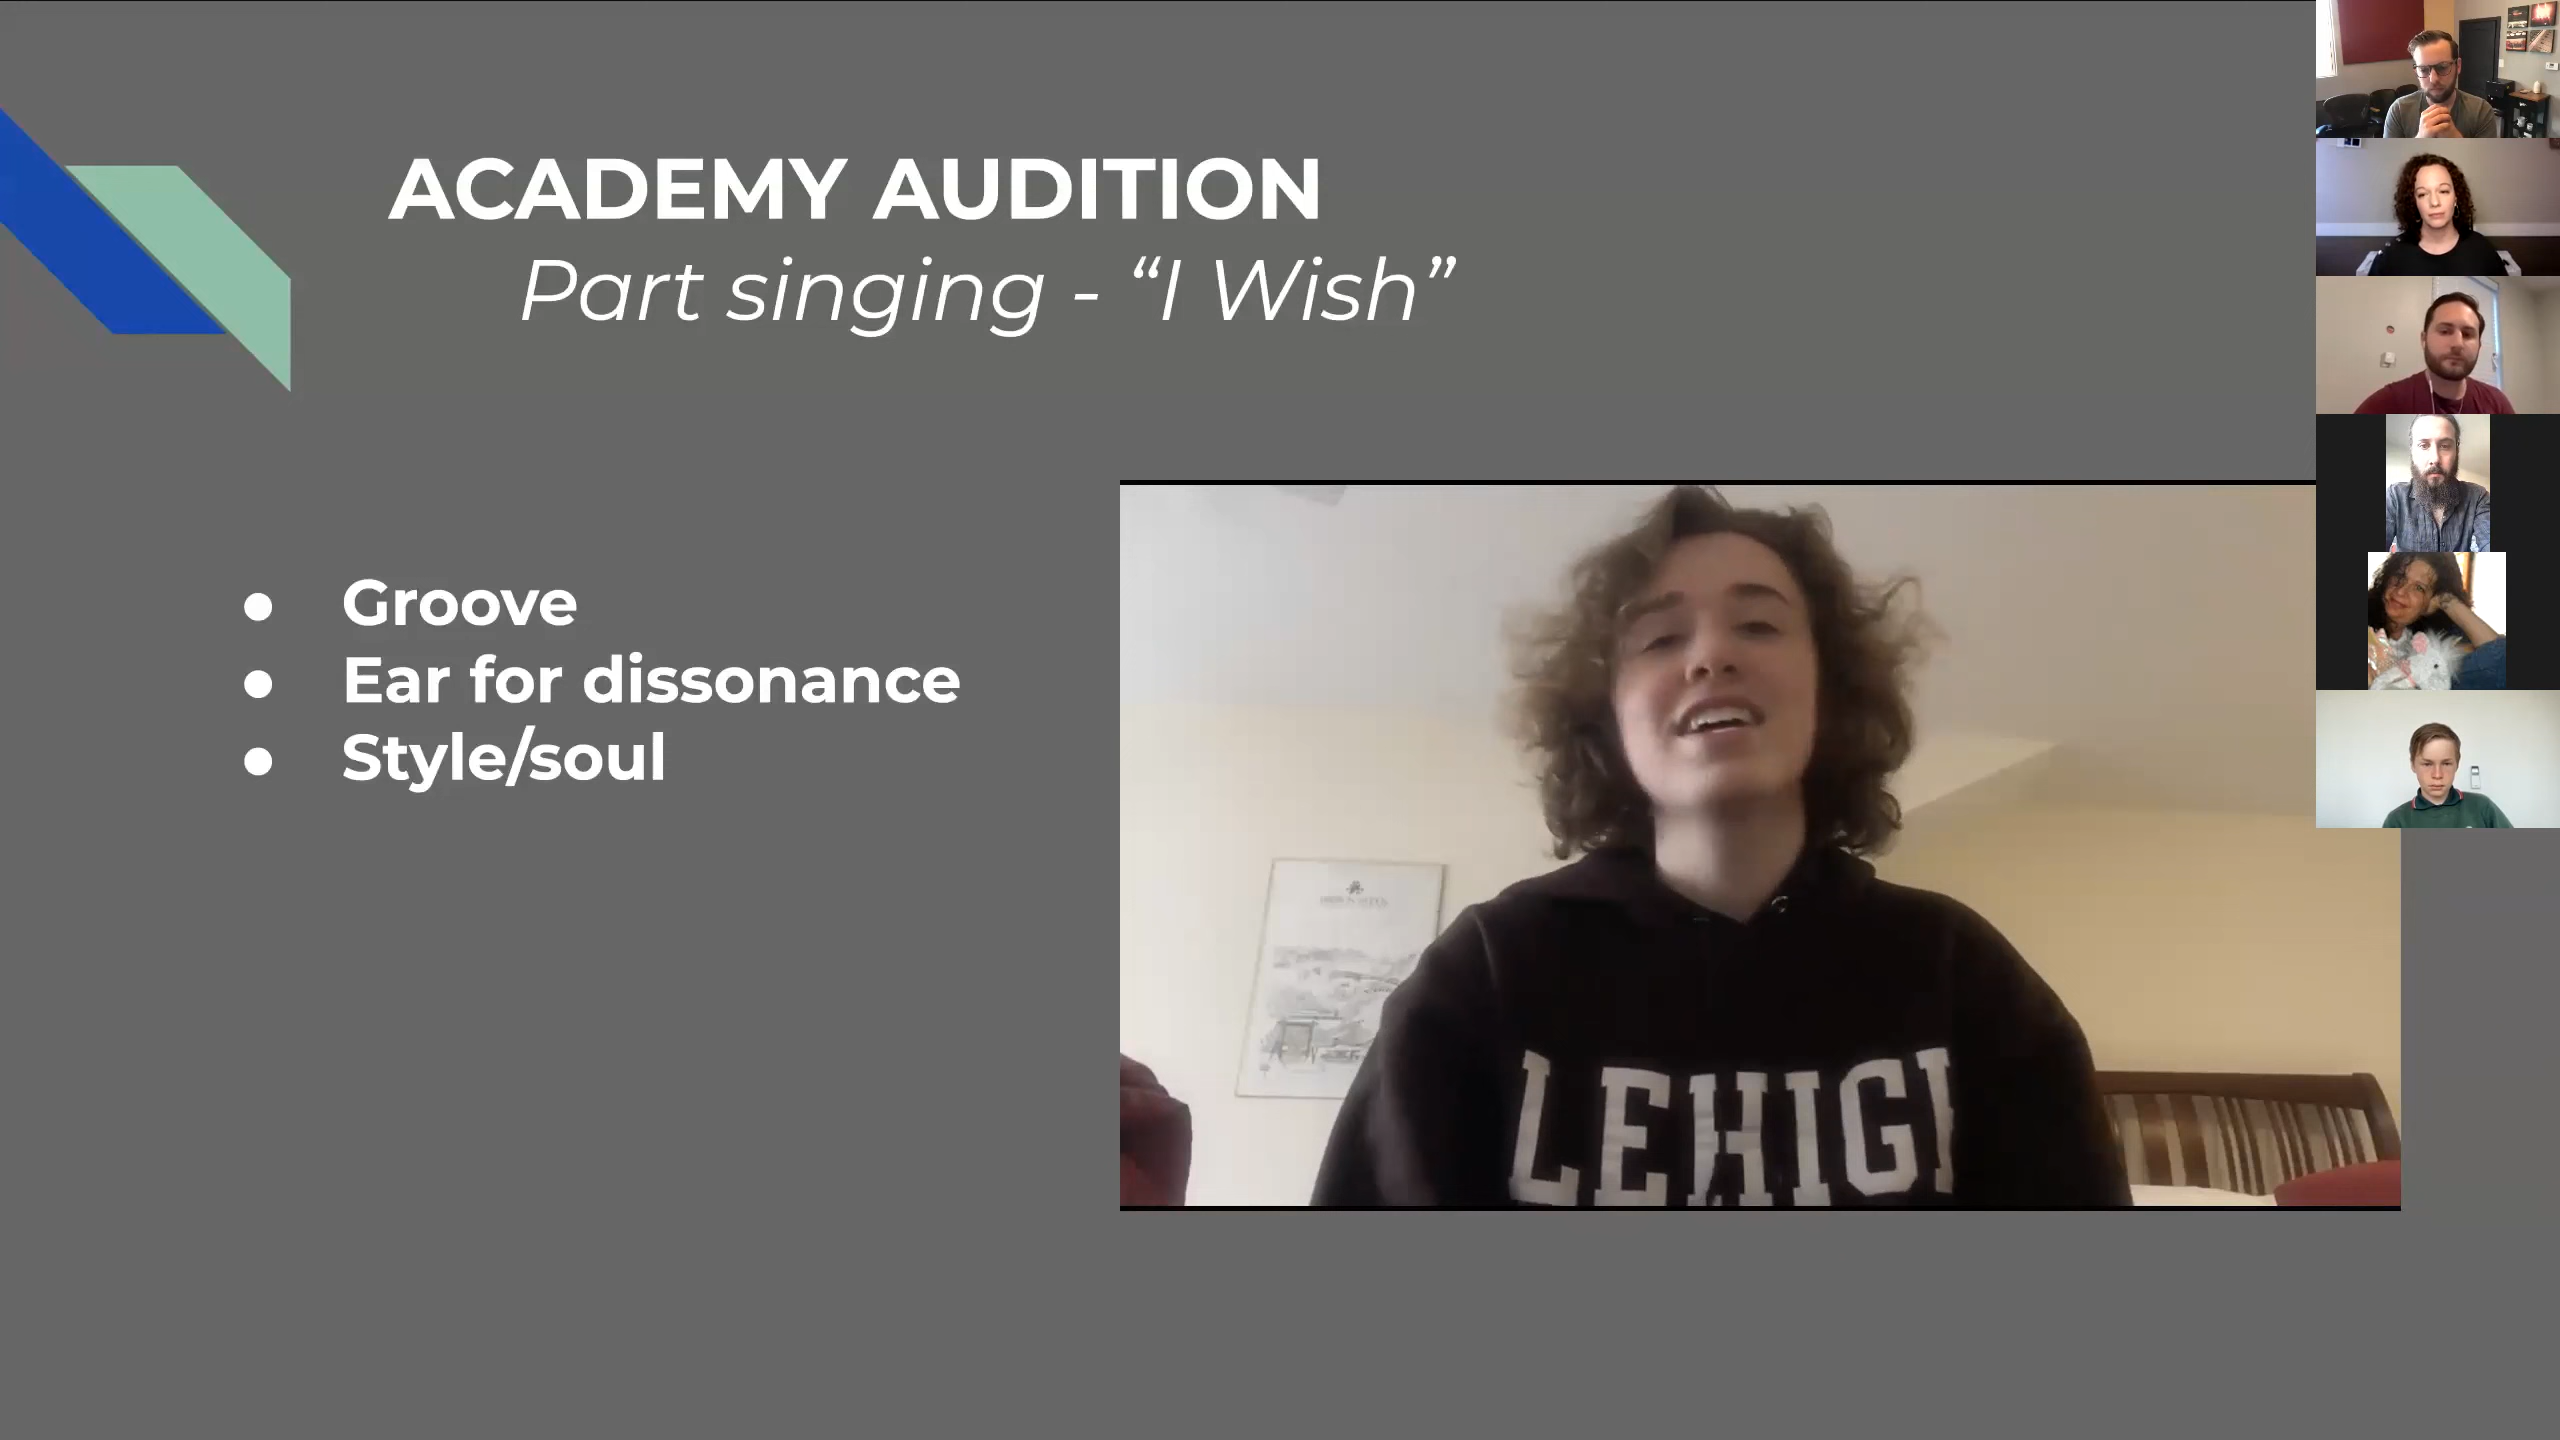 ACADEMY AUDITION
Part singing - “I Wish”
● Groove
● Ear for dissonance
● Style/soul
LEHIGH